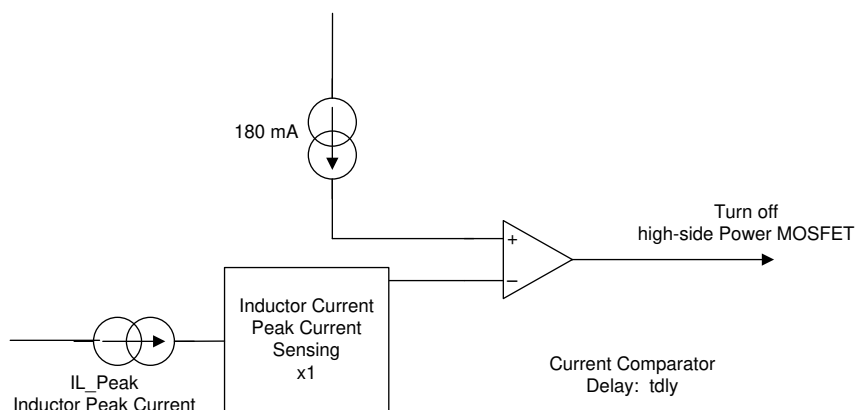 180 mA
Turn off
high-side Power MOSFET
+
−
Inductor Current
Peak Current
Sensing
x1
IL_Peak
Inductor Peak Current
Current Comparator
Delay: tdly